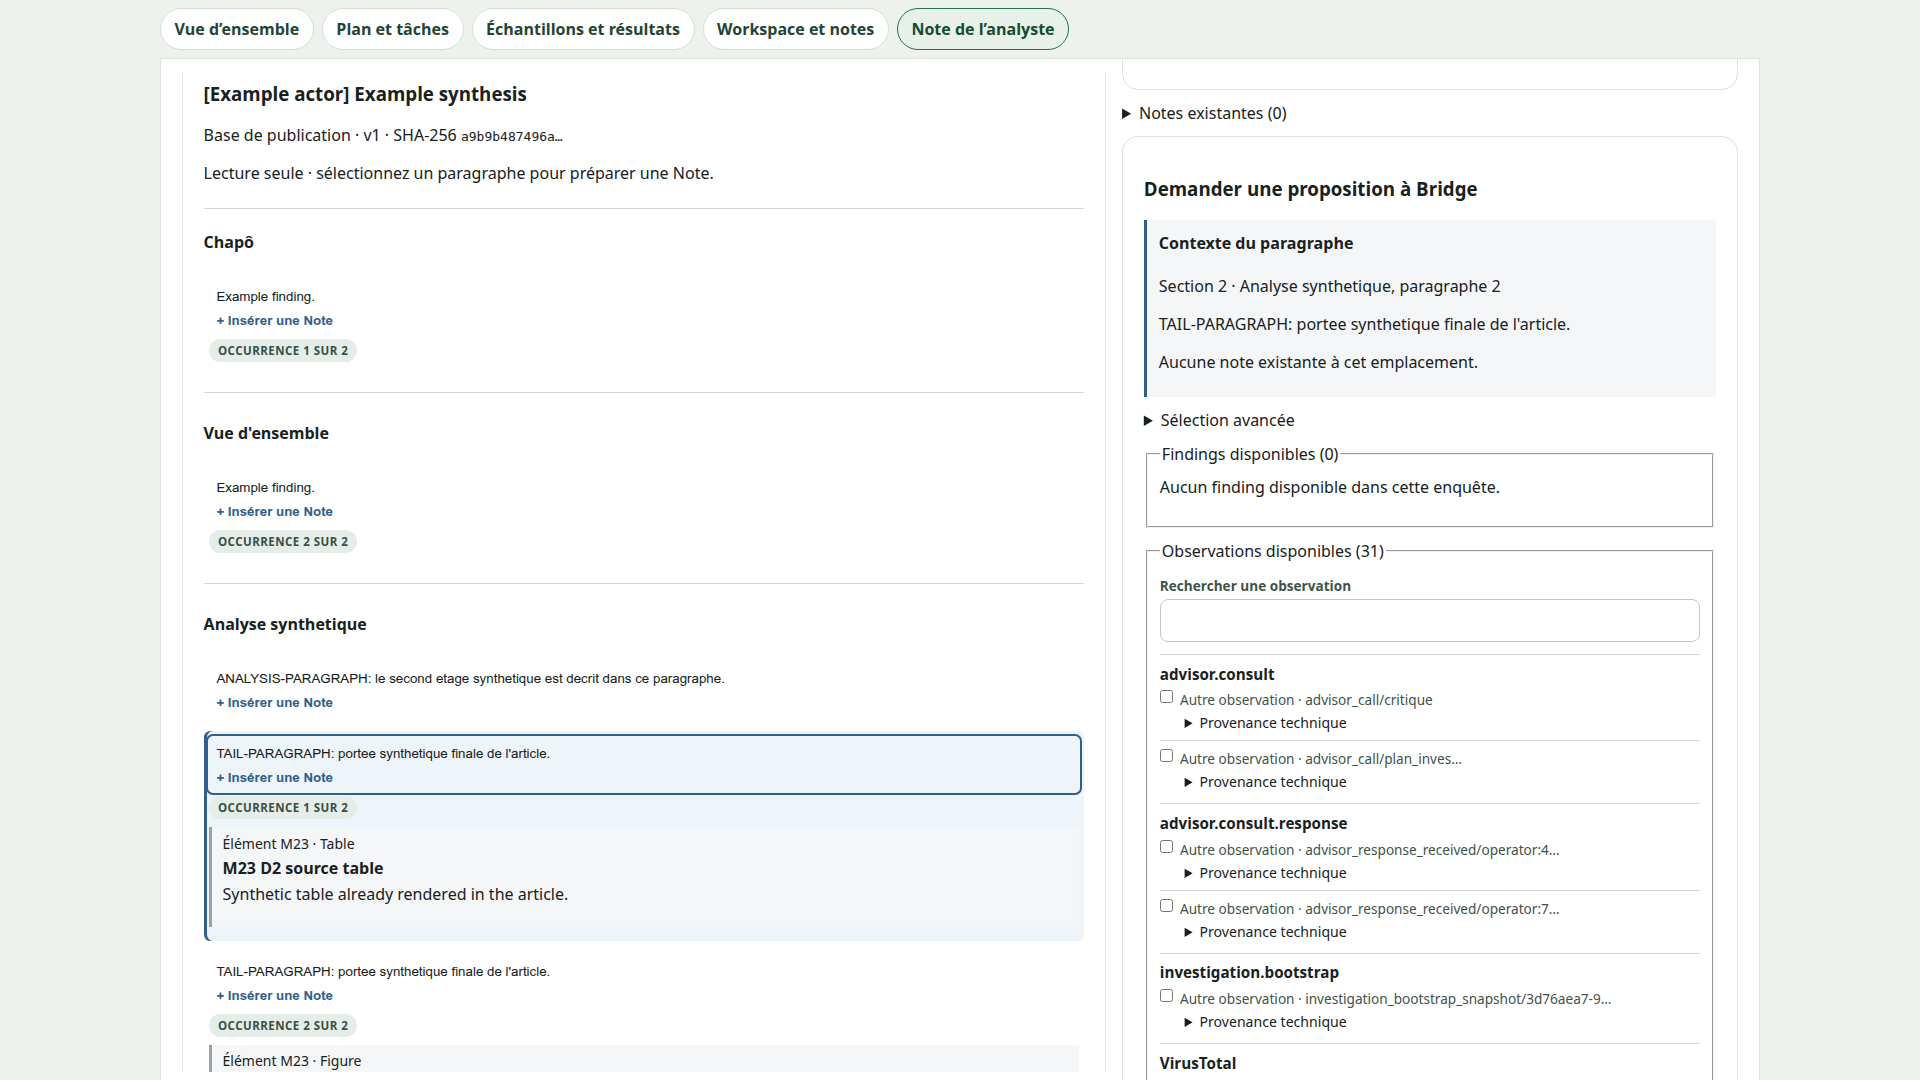 Vue d’ensemble
Plan et tâches
Échantillons et résultats
Workspace et notes
Note de l’analyste
[Example actor] Example synthesis
Base de publication · v1 · SHA-256 a9b9b487496a…
Lecture seule · sélectionnez un paragraphe pour préparer une Note.
Chapô
Example finding.
+ Insérer une Note
OCCURRENCE 1 SUR 2
Vue d'ensemble
Example finding.
+ Insérer une Note
OCCURRENCE 2 SUR 2
Analyse synthetique
ANALYSIS-PARAGRAPH: le second etage synthetique est decrit dans ce paragraphe.
+ Insérer une Note
TAIL-PARAGRAPH: portee synthetique finale de l'article.
+ Insérer une Note
OCCURRENCE 1 SUR 2
Élément M23 · Table
M23 D2 source table
Synthetic table already rendered in the article.
TAIL-PARAGRAPH: portee synthetique finale de l'article.
+ Insérer une Note
OCCURRENCE 2 SUR 2
Élément M23 · Figure
Notes existantes (0)
Demander une proposition à Bridge
Contexte du paragraphe
Section 2 · Analyse synthetique, paragraphe 2
TAIL-PARAGRAPH: portee synthetique finale de l'article.
Aucune note existante à cet emplacement.
Sélection avancée
Findings disponibles (0)
Aucun finding disponible dans cette enquête.
Observations disponibles (31)
Rechercher une observation
advisor.consult
Autre observation · advisor_call/critique
Provenance technique
Autre observation · advisor_call/plan_inves…
Provenance technique
advisor.consult.response
Autre observation · advisor_response_received/operator:4…
Provenance technique
Autre observation · advisor_response_received/operator:7…
Provenance technique
investigation.bootstrap
Autre observation · investigation_bootstrap_snapshot/3d76aea7-9…
Provenance technique
VirusTotal